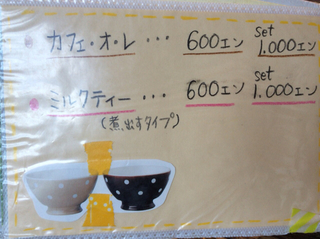 カフェ・オ・レ ・・・ 600エン set 1.000エン
ミルクティー ・・・ 600エン set 1.000エン
(煮出すタイプ)